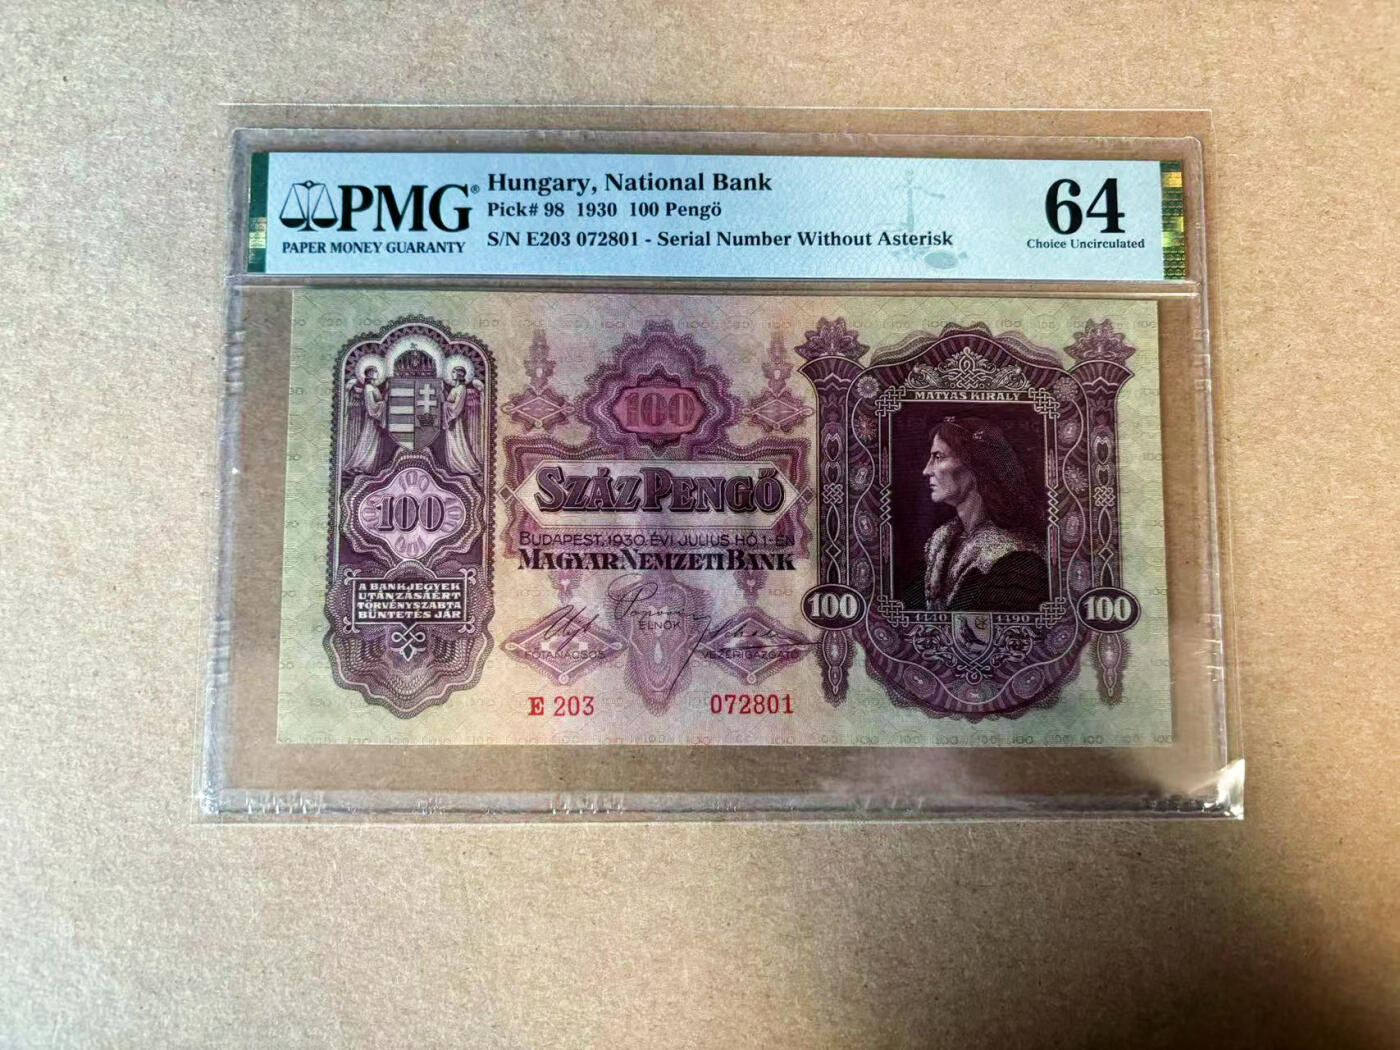 PMG®
PAPER MONEY GUARANTY
Hungary, National Bank
Pick# 98 1930 100 Pengö
S/N E203 072801 - Serial Number Without Asterisk
64
Choice Uncirculated
100
MÁTYÁS KIRÁLY
100
SZÁZ PENGŐ
BUDAPEST, 1930. ÉVI JULIUS HÓ 1-ÉN
MAGYAR NEMZETI BANK
A BANKJEGYEK
UTÁNZÁSÁÉRT
TÖRVÉNYSZABTA
BÜNTETÉS JÁR
100
100
ELNÖK
1440 1490
FŐTANÁCSOS
VEZÉRIGAZGATÓ
E 203
072801